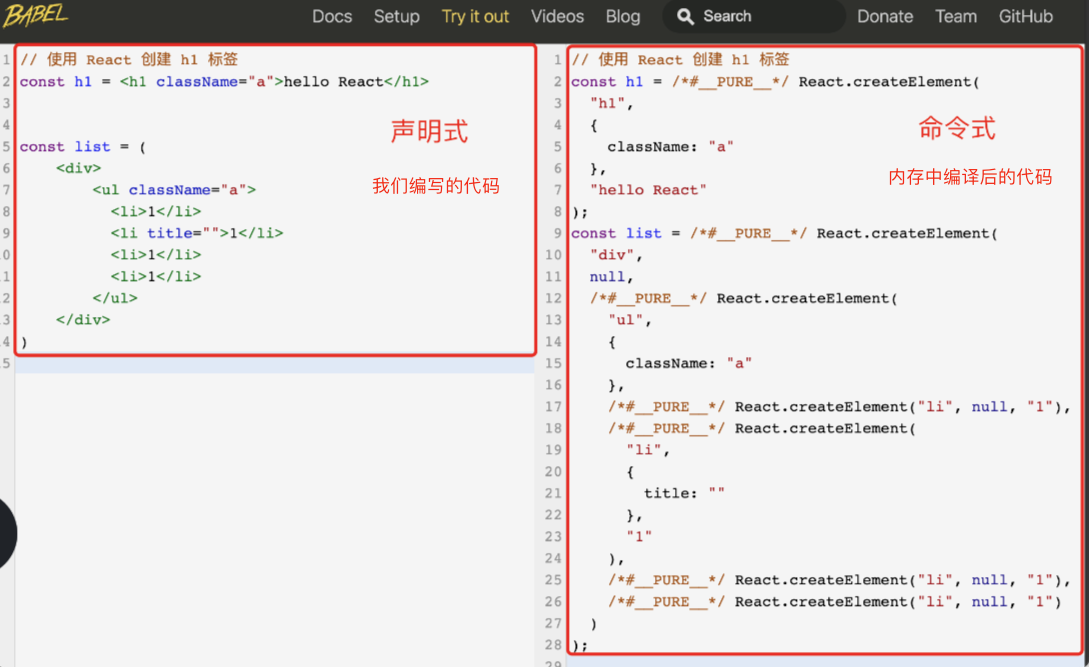 BABEL Docs Setup Try it out Videos Blog Search Donate Team GitHub
1 // 使用 React 创建 h1 标签
2 const h1 = <h1 className="a">hello React</h1>
3
4
5 const list = (
6 <div>
7 <ul className="a">
8 <li>1</li>
9 <li title="">1</li>
0 <li>1</li>
1 <li>1</li>
2 </ul>
3 </div>
4 )
5
声明式
我们编写的代码
1 // 使用 React 创建 h1 标签
2 const h1 = /*#__PURE__*/ React.createElement(
3 "h1",
4 {
5 className: "a"
6 },
7 "hello React"
8 );
9 const list = /*#__PURE__*/ React.createElement(
10 "div",
11 null,
12 /*#__PURE__*/ React.createElement(
13 "ul",
14 {
15 className: "a"
16 },
17 /*#__PURE__*/ React.createElement("li", null, "1"),
18 /*#__PURE__*/ React.createElement(
19 "li",
20 {
21 title: ""
22 },
23 "1"
24 ),
25 /*#__PURE__*/ React.createElement("li", null, "1"),
26 /*#__PURE__*/ React.createElement("li", null, "1")
27 )
28 );
29
命令式
内存中编译后的代码